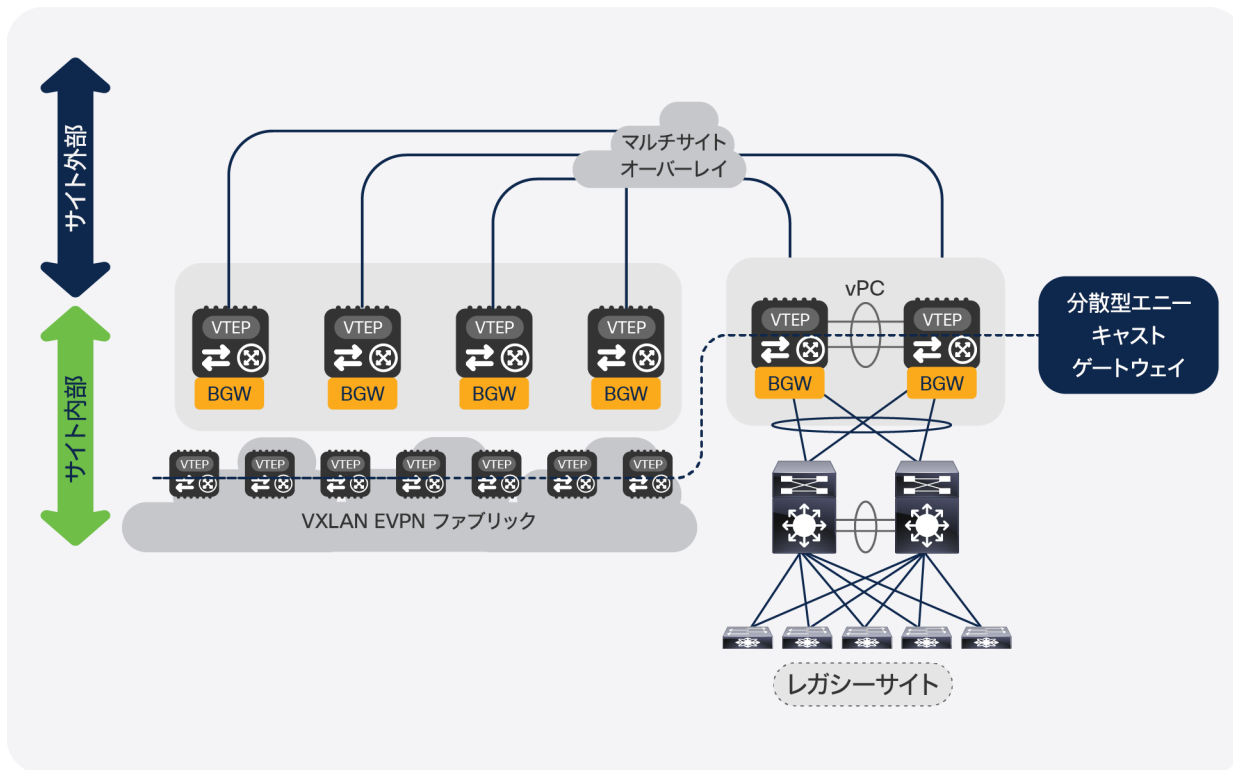 サイト外部
マルチサイト
オーバーレイ
vPC
VTEP
VTEP
VTEP
VTEP
VTEP
VTEP
BGW
BGW
BGW
BGW
BGW
BGW
分散型エニー
キャスト
ゲートウェイ
サイト内部
VTEP
VTEP
VTEP
VTEP
VTEP
VTEP
VTEP
VXLAN EVPN ファブリック
レガシーサイト